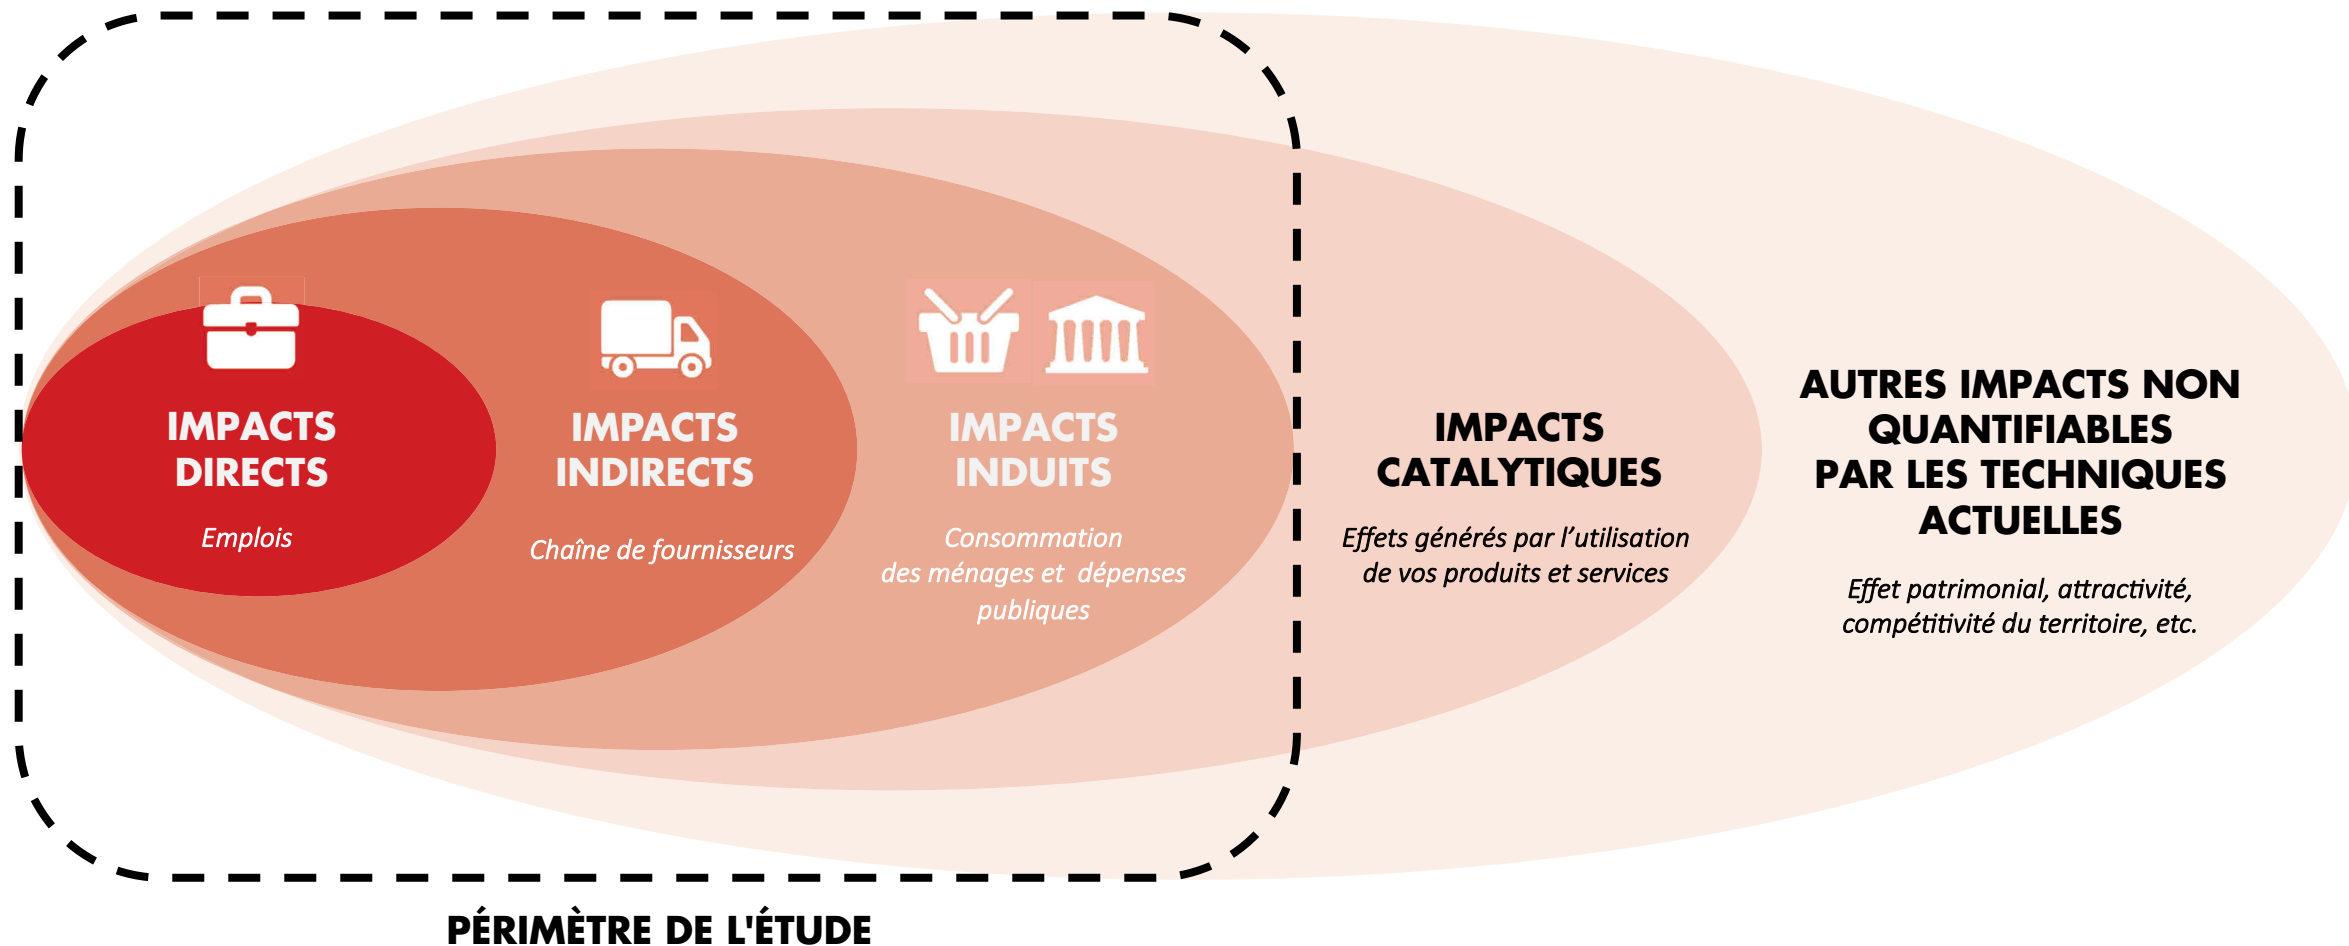 IMPACTS
DIRECTS
Emplois
IMPACTS
INDIRECTS
Chaîne de fournisseurs
IMPACTS
INDUITS
Consommation
des ménages et dépenses
publiques
IMPACTS
CATALYTIQUES
Effets générés par l’utilisation
de vos produits et services
AUTRES IMPACTS NON
QUANTIFIABLES
PAR LES TECHNIQUES
ACTUELLES
Effet patrimonial, attractivité,
compétitivité du territoire, etc.
PÉRIMÈTRE DE L'ÉTUDE